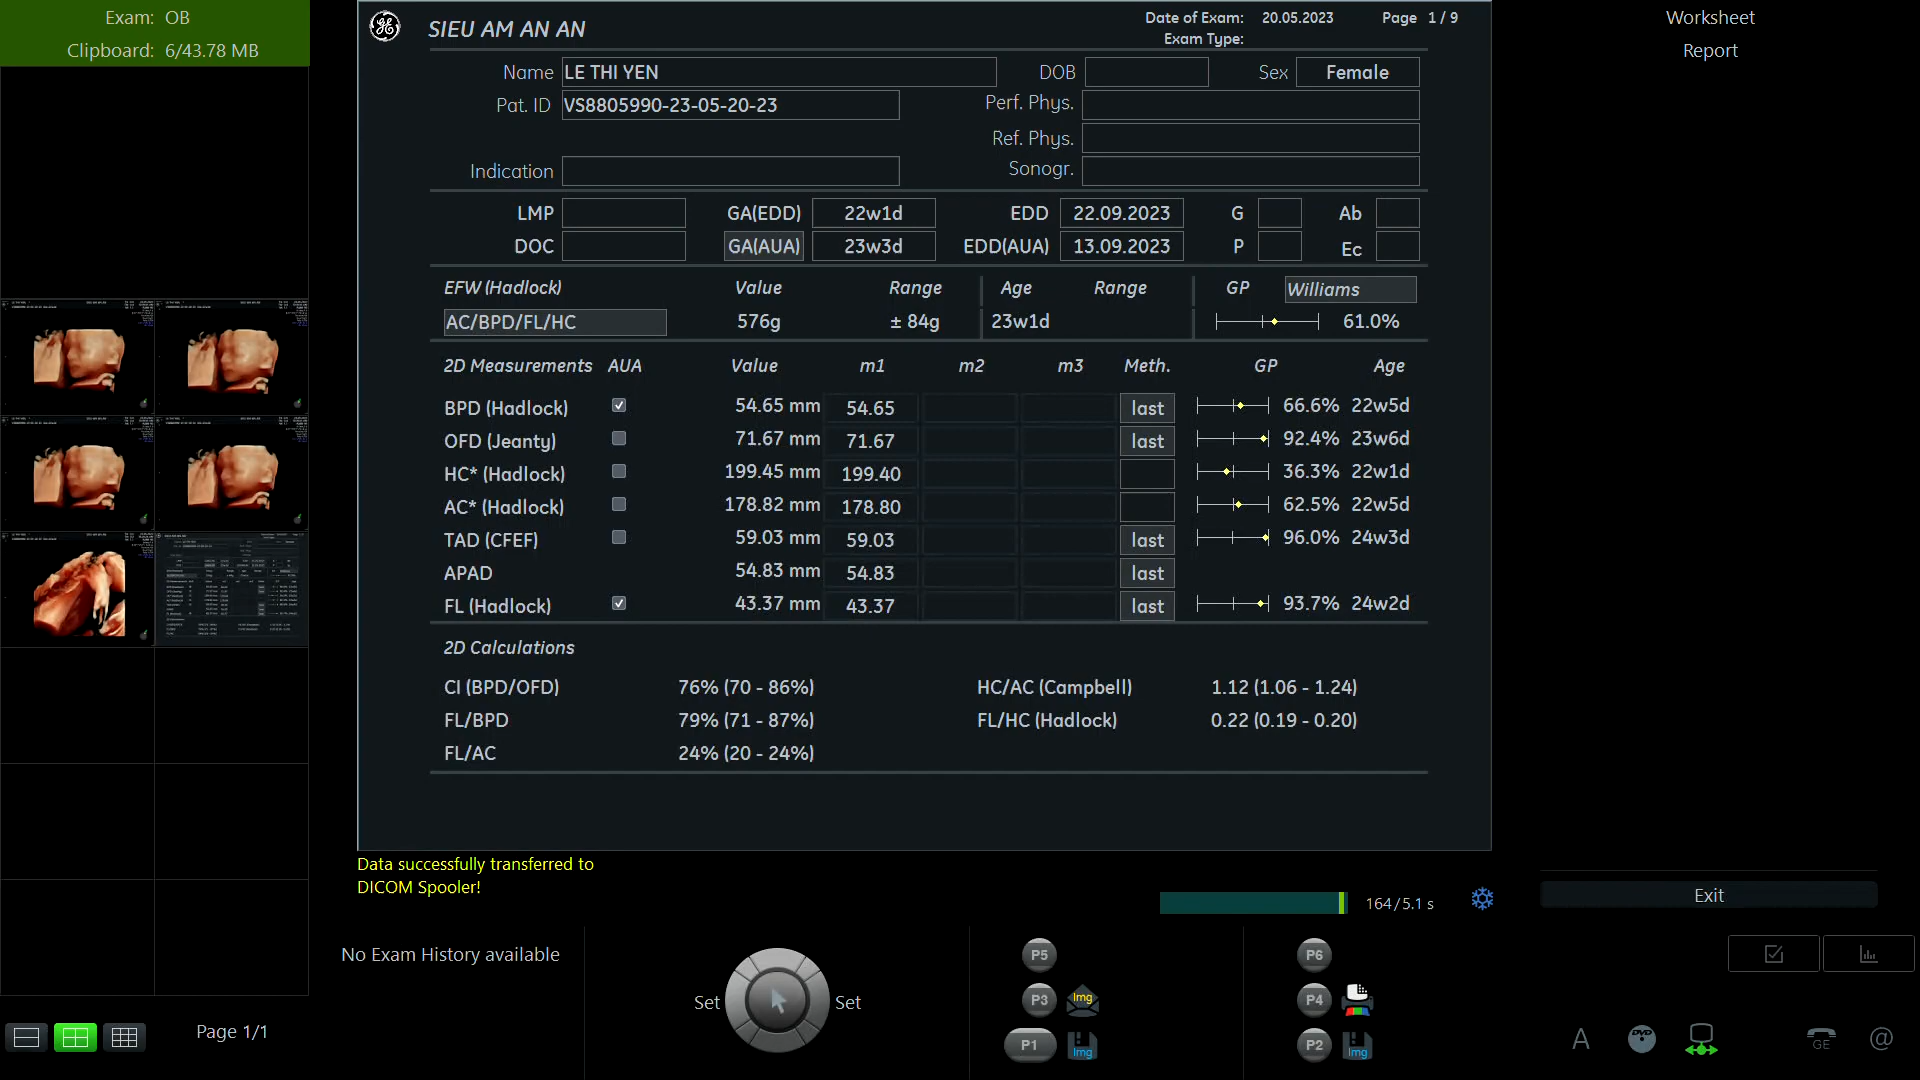 Exam: OB
Clipboard: 6/43.78 MB
SIEU AM AN AN
Date of Exam: 20.05.2023 Page 1 / 9
Exam Type:
Name LE THI YEN DOB Sex Female
Pat. ID VS8805990-23-05-20-23 Perf. Phys.
Ref. Phys.
Indication Sonogr.
LMP GA(EDD) 22w1d EDD 22.09.2023 G Ab
DOC GA(AUA) 23w3d EDD(AUA) 13.09.2023 P Ec
EFW (Hadlock) Value Range Age Range GP Williams
AC/BPD/FL/HC 576g ± 84g 23w1d 61.0%
2D Measurements AUA Value m1 m2 m3 Meth. GP Age
BPD (Hadlock) 54.65 mm 54.65 last 66.6% 22w5d
OFD (Jeanty) 71.67 mm 71.67 last 92.4% 23w6d
HC* (Hadlock) 199.45 mm 199.40 36.3% 22w1d
AC* (Hadlock) 178.82 mm 178.80 62.5% 22w5d
TAD (CFEF) 59.03 mm 59.03 last 96.0% 24w3d
APAD 54.83 mm 54.83 last
FL (Hadlock) 43.37 mm 43.37 last 93.7% 24w2d
2D Calculations
CI (BPD/OFD) 76% (70 - 86%) HC/AC (Campbell) 1.12 (1.06 - 1.24)
FL/BPD 79% (71 - 87%) FL/HC (Hadlock) 0.22 (0.19 - 0.20)
FL/AC 24% (20 - 24%)
Data successfully transferred to
DICOM Spooler!
164/5.1 s
Worksheet
Report
Exit
No Exam History available
Set Set
P5
P3 Img
P1 Img
P6
P4
P2 Img
Page 1/1
A DVD GE @